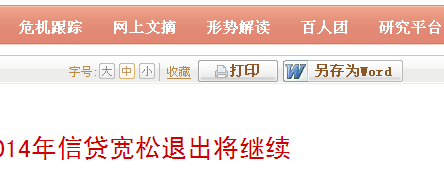 危机跟踪 网上文摘 形势解读 百人团 研究平台
字号: 大 中 小 收藏 打印 另存为Word
014年信贷宽松退出将继续